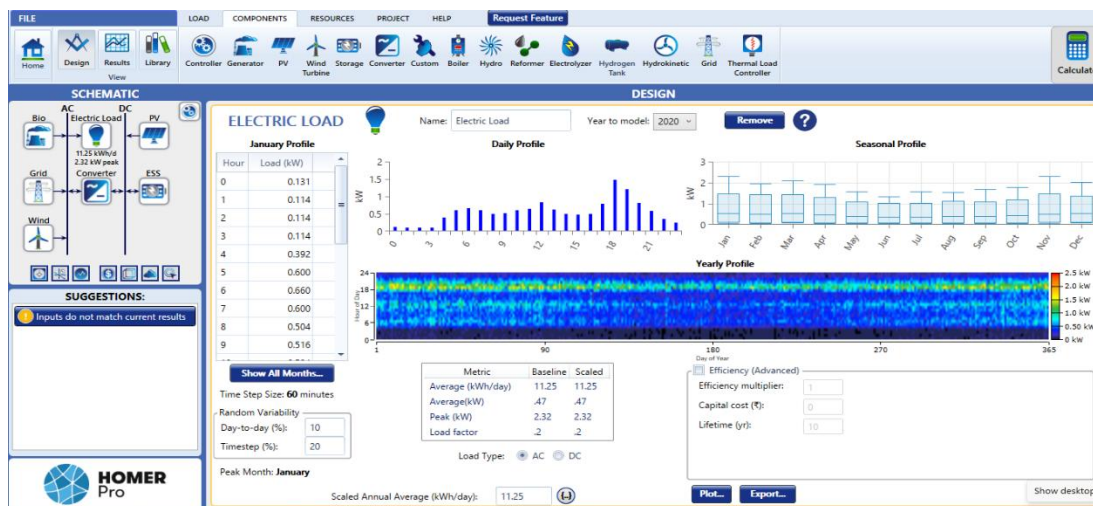 FILE
LOAD COMPONENTS RESOURCES PROJECT HELP Request Feature
Home Design Results Library Controller Generator PV Wind Turbine Storage Converter Custom Boiler Hydro Reformer Electrolyzer Hydrogen Tank Hydrokinetic Grid Thermal Load Controller Calculate
View
SCHEMATIC
AC DC
Bio Electric Load PV
11.25 kWh/d
2.32 kW peak
Grid Converter ESS
Wind
SUGGESTIONS:
Inputs do not match current results
HOMER
Pro
DESIGN
ELECTRIC LOAD Name: Electric Load Year to model: 2020 Remove ?
January Profile
Hour Load (kW)
0 0.131
1 0.114
2 0.114
3 0.114
4 0.392
5 0.600
6 0.660
7 0.600
8 0.504
9 0.516
Show All Months...
Time Step Size: 60 minutes
Random Variability
Day-to-day (%): 10
Timestep (%): 20
Peak Month: January
Daily Profile
kW
2
1.5
1
0.5
0
0 3 6 9 12 15 18 21
Seasonal Profile
kW
3
2
1
0
Jan Feb Mar Apr May Jun Jul Aug Sep Oct Nov Dec
Yearly Profile
Hour of Day
24
18
12
6
0
1 90 180 270 365
Day of Year
2.5 kW
2.0 kW
1.5 kW
1.0 kW
0.50 kW
0 kW
Metric Baseline Scaled
Average (kWh/day) 11.25 11.25
Average(kW) .47 .47
Peak (kW) 2.32 2.32
Load factor .2 .2
Load Type: AC DC
Scaled Annual Average (kWh/day): 11.25 {..}
Efficiency (Advanced)
Efficiency multiplier: 1
Capital cost (₹): 0
Lifetime (yr): 10
Plot... Export...
Show desktop